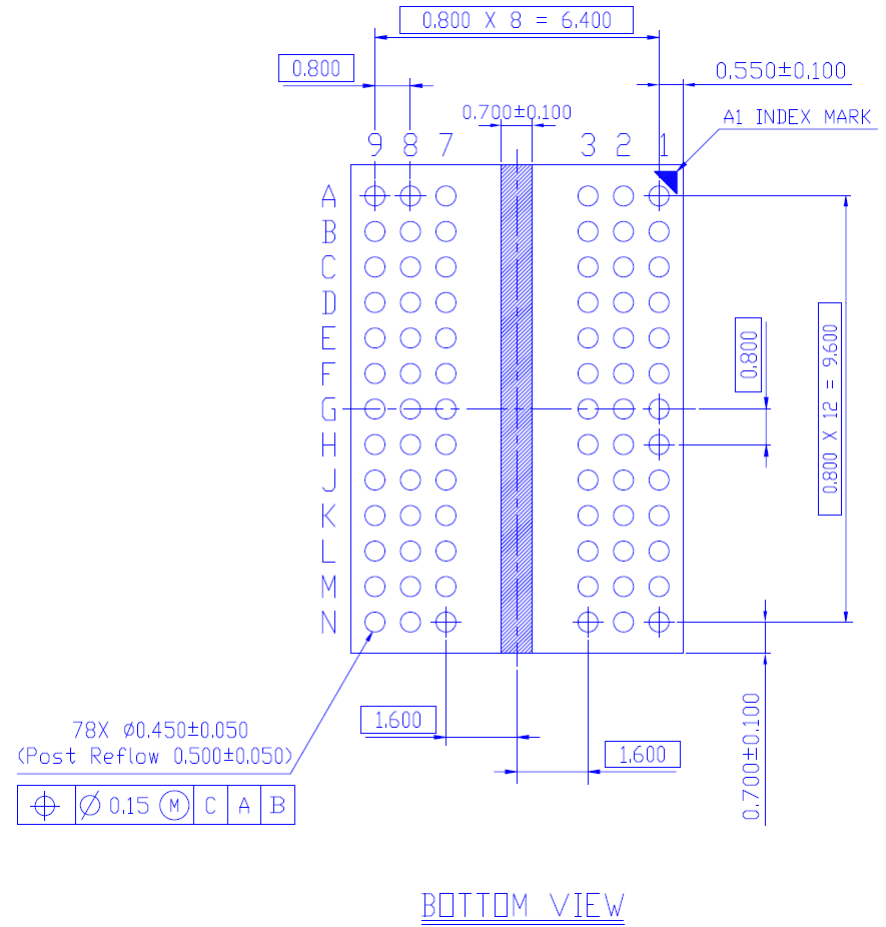 0.800 X 8 = 6.400
0.800
0.550±0.100
0.700±0.100
A1 INDEX MARK
9 8 7 3 2 1
A
B
C
D
E
F
G
H
J
K
L
M
N
0.800
0.800 X 12 = 9.600
1.600
1.600
0.700±0.100
78X ⌀0.450±0.050
(Post Reflow 0.500±0.050)
⌖ ⌀ 0.15 Ⓜ C A B
BOTTOM VIEW